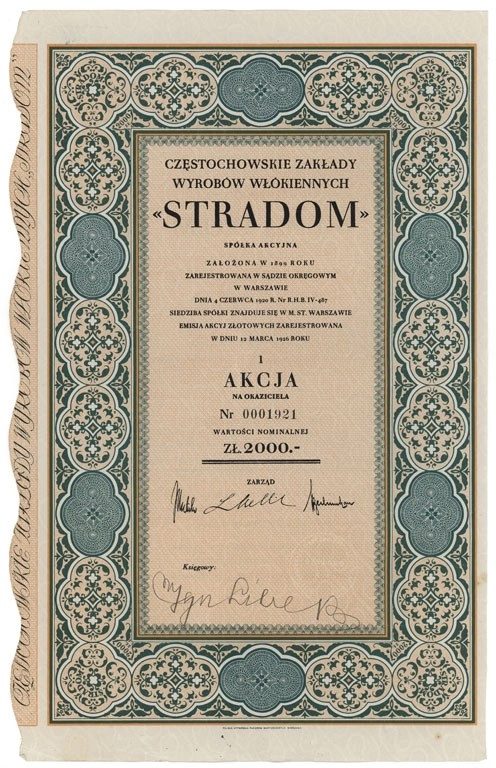 CZĘSTOCHOWSKIE ZAKŁADY
WYROBÓW WŁÓKIENNYCH
«STRADOM»
SPÓŁKA AKCYJNA
ZAŁOŻONA W 1899 ROKU
ZAREJESTROWANA W SĄDZIE OKRĘGOWYM
W WARSZAWIE
DNIA 4 CZERWCA 1920 R. Nr R.H.B. IV-487
SIEDZIBA SPÓŁKI ZNAJDUJE SIĘ W M. ST. WARSZAWIE
EMISJA AKCYJ ZŁOTOWYCH ZAREJESTROWANA
W DNIU 12 MARCA 1926 ROKU
1
AKCJA
NA OKAZICIELA
Nr 0001921
WARTOŚCI NOMINALNEJ
ZŁ. 2000.-
ZARZĄD
Księgowy: